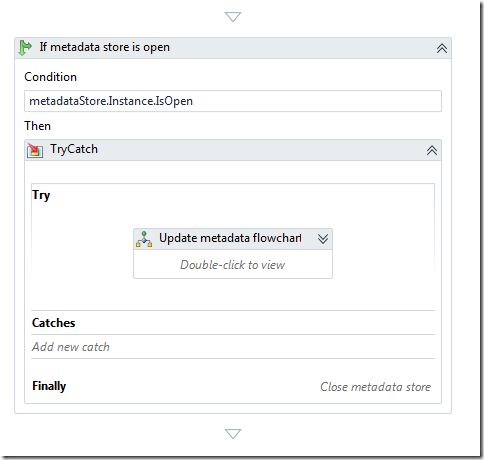 If metadata store is open
Condition
metadataStore.Instance.IsOpen
Then
TryCatch
Try
Update metadata flowchart
Double-click to view
Catches
Add new catch
Finally Close metadata store